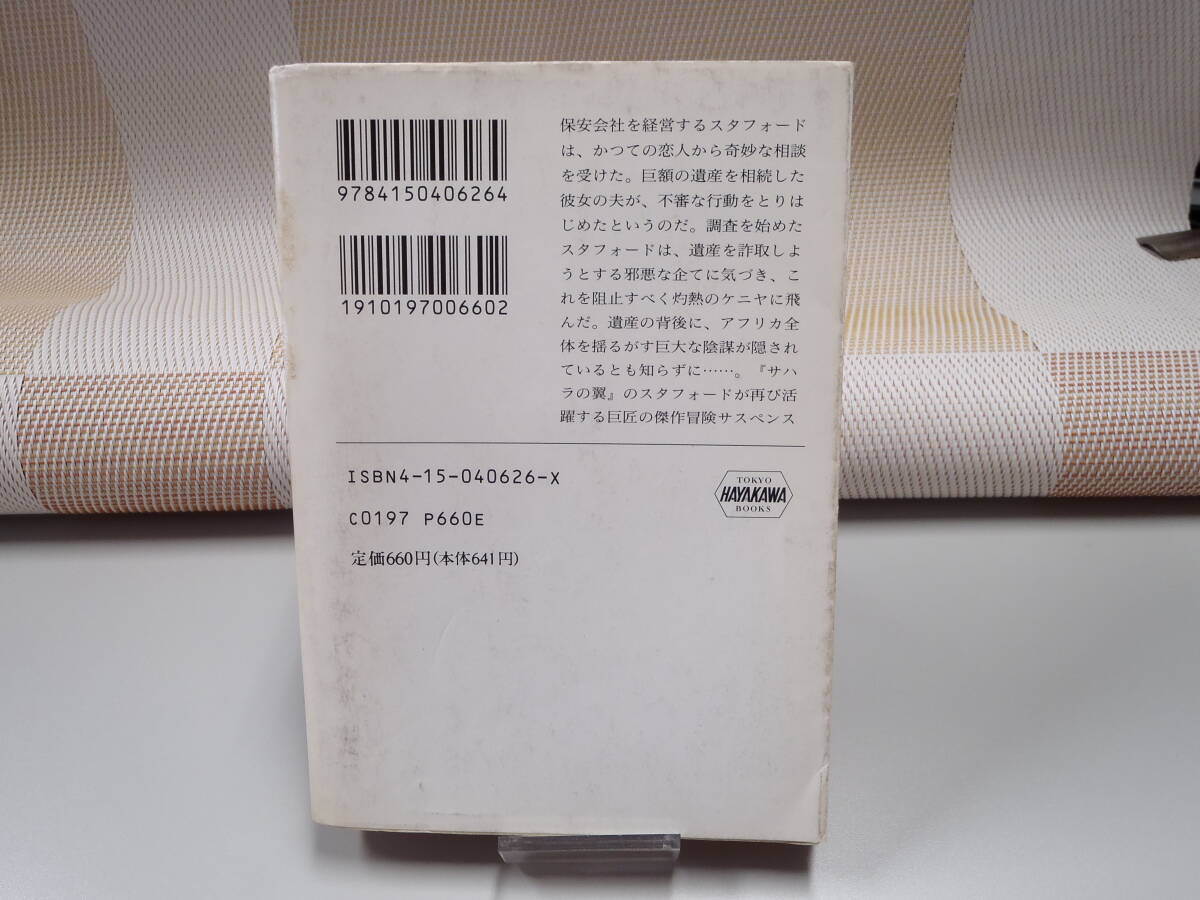 9784150406264
1910197006602
保安会社を経営するスタフォード
は、かつての恋人から奇妙な相談
を受けた。巨額の遺産を相続した
彼女の夫が、不審な行動をとりは
じめたというのだ。調査を始めた
スタフォードは、遺産を詐取しよ
うとする邪悪な企てに気づき、こ
れを阻止すべく灼熱のケニヤに飛
んだ。遺産の背後に、アフリカ全
体を揺るがす巨大な陰謀が隠され
ているとも知らずに……。『サハ
ラの翼』のスタフォードが再び活
躍する巨匠の傑作冒険サスペンス
ISBN4-15-040626-X
C0197 P660E
定価660円(本体641円)
TOKYO
HAYAKAWA
BOOKS